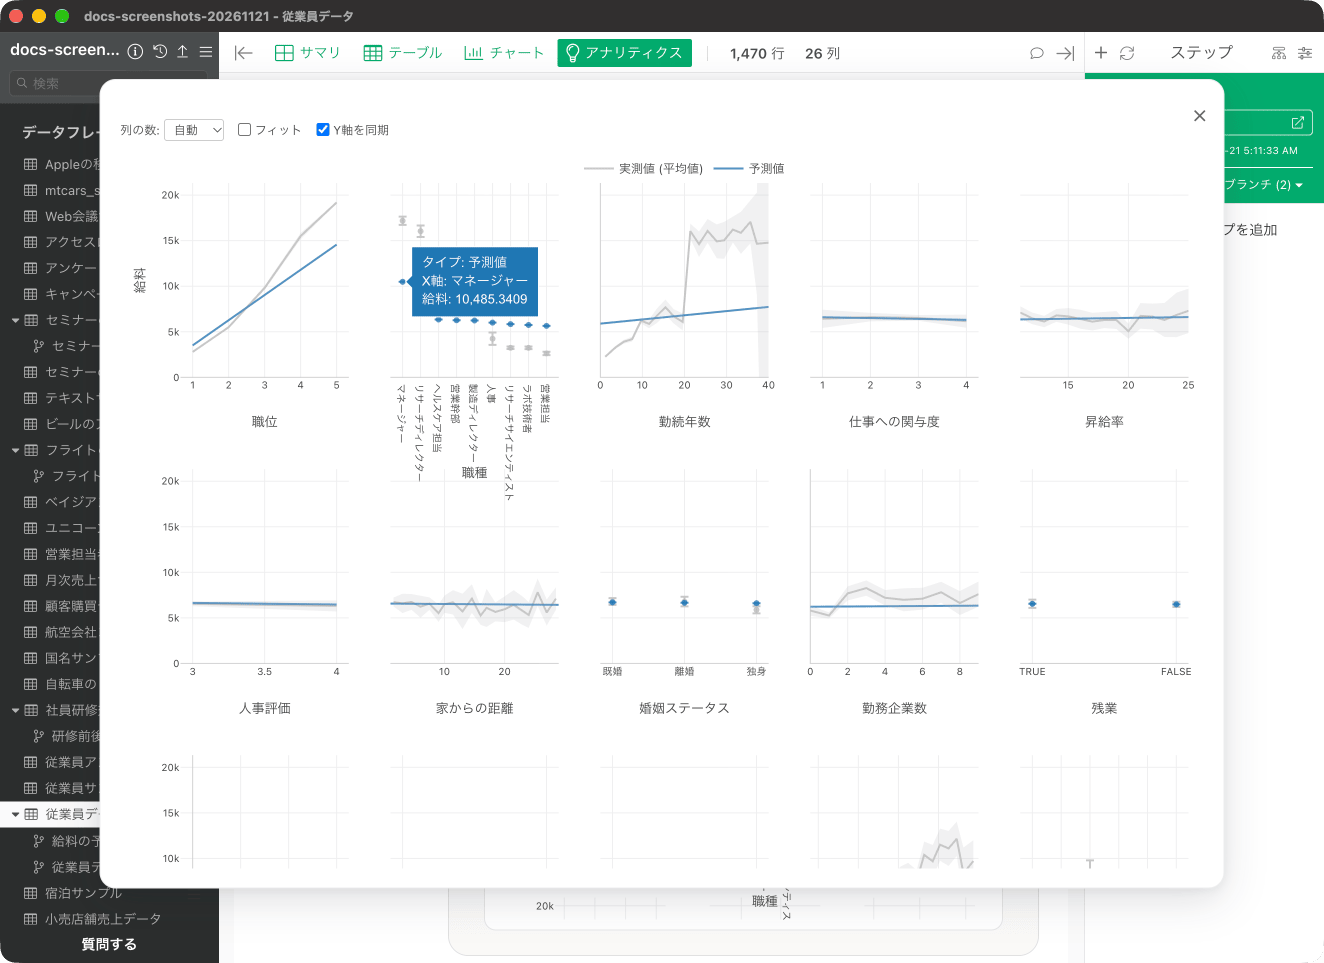 docs-screenshots-20261121 - 従業員データ
docs-screen...
サマリ
テーブル
チャート
アナリティクス
1,470 行
26 列
ステップ
検索
データフレー
Appleの
mtcars_s
Web会議
アクセス
アンケー
キャンペ
セミナー
セミナー
セミナー
テキスト
ビールの
フライト
フライト
ベイジア
ユニコー
営業担当
月次売上
顧客購買
航空会社
国名サン
自転車の
社員研修
研修前後
従業員ア
従業員サ
従業員デー
給料の予
従業員デ
宿泊サンプル
小売店舗売上データ
質問する
-21 5:11:33 AM
ブランチ (2)
プを追加
列の数:
自動
フィット
Y軸を同期
実測値 (平均値)
予測値
給料
20k
15k
10k
5k
0
1
2
3
4
5
職位
タイプ: 予測値
X軸: マネージャー
給料: 10,485.3409
マネージャー
リサーチディレクター
ヘルスケア担当
営業幹部
製造ディレクター
人事
リサーチサイエンティスト
ラボ技術者
営業担当
職種
0
10
20
30
40
勤続年数
1
2
3
4
仕事への関与度
15
20
25
昇給率
20k
15k
10k
5k
0
3
3.5
4
人事評価
10
20
家からの距離
既婚
離婚
独身
婚姻ステータス
0
2
4
6
8
勤務企業数
TRUE
FALSE
残業
20k
15k
10k
20k
職種
ティス